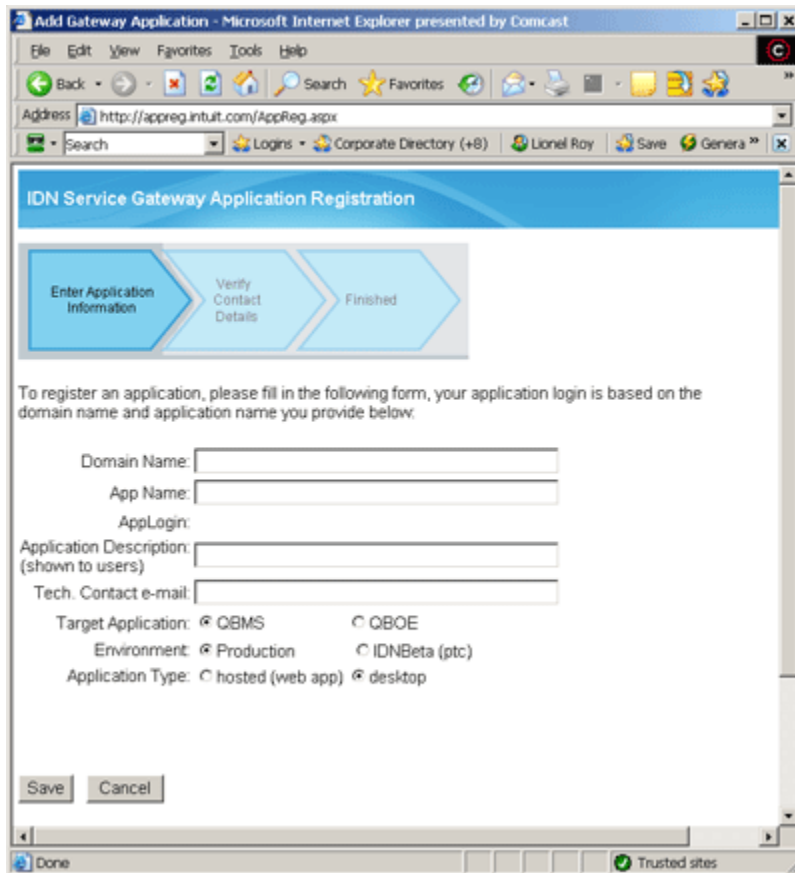 Add Gateway Application - Microsoft Internet Explorer presented by Comcast
File Edit View Favorites Tools Help
Back Search Favorites
Address http://appreg.intuit.com/AppReg.aspx
Search Logins Corporate Directory (+8) Lionel Roy Save Genera »
IDN Service Gateway Application Registration
Enter Application
Information
Verify
Contact
Details
Finished
To register an application, please fill in the following form, your application login is based on the
domain name and application name you provide below:
Domain Name:
App Name:
AppLogin:
Application Description:
(shown to users)
Tech. Contact e-mail:
Target Application: QBMS QBOE
Environment: Production IDNBeta (ptc)
Application Type: hosted (web app) desktop
Save Cancel
Done Trusted sites